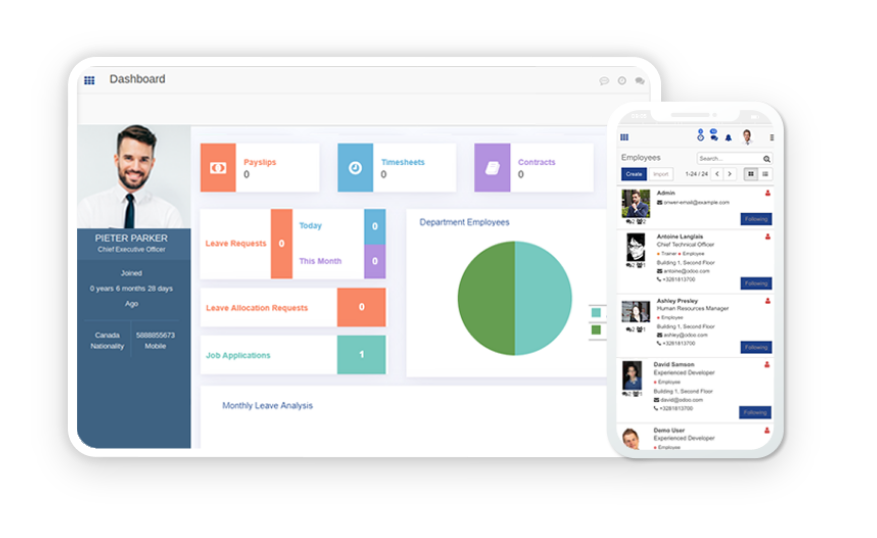 Dashboard
PIETER PARKER
Chief Executive Officer
Joined
0 years 6 months 28 days
Ago
Canada
Nationality
5888855673
Mobile
Payslips
0
Timesheets
0
Contracts
0
Leave Requests
0
Today
0
This Month
0
Leave Allocation Requests
0
Job Applications
1
Department Employees
Monthly Leave Analysis
Employees
Search...
Create
Import
1-24 / 24
Admin
Following
Antoine Langlais
Chief Technical Officer
Trainer Employee
Building 1, Second Floor
antoine@odoo.com
+3281813700
Following
Ashley Presley
Human Resources Manager
Employee
Building 1, Second Floor
ashley@odoo.com
+3281813700
Following
David Samson
Experienced Developer
Employee
Building 1, Second Floor
david@odoo.com
+3281813700
Following
Demo User
Experienced Developer
Employee